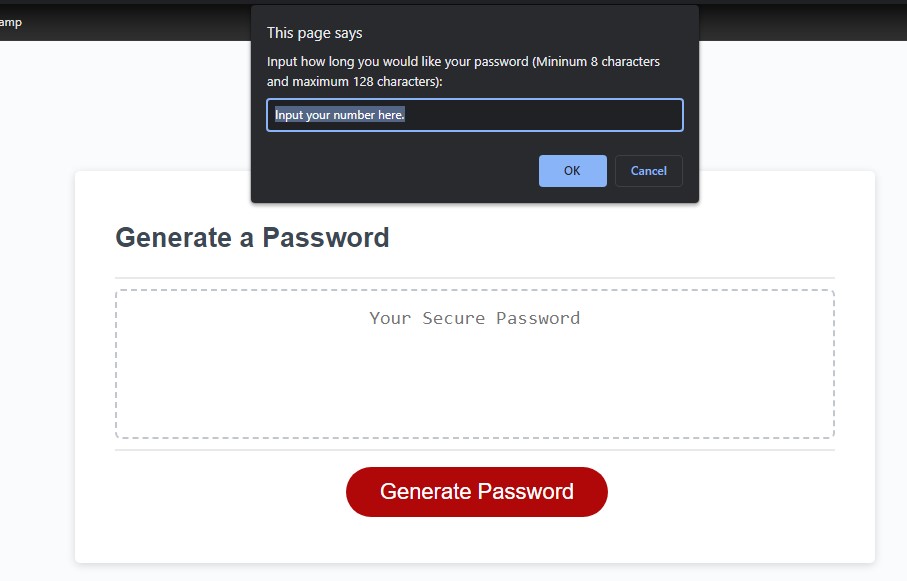 amp
This page says
Input how long you would like your password (Mininum 8 characters
and maximum 128 characters):
Input your number here.
OK
Cancel
Generate a Password
Your Secure Password
Generate Password